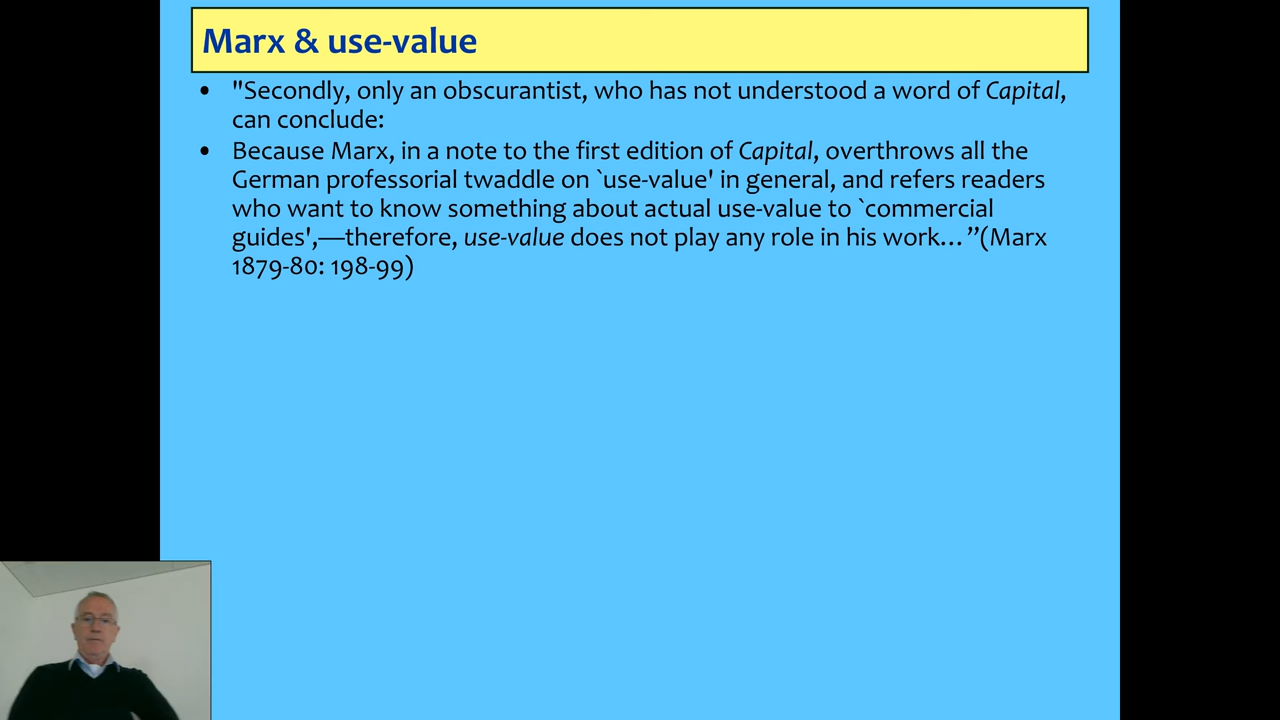 Marx & use-value
• "Secondly, only an obscurantist, who has not understood a word of Capital,
can conclude:
• Because Marx, in a note to the first edition of Capital, overthrows all the
German professorial twaddle on `use-value' in general, and refers readers
who want to know something about actual use-value to `commercial
guides',—therefore, use-value does not play any role in his work…”(Marx
1879-80: 198-99)